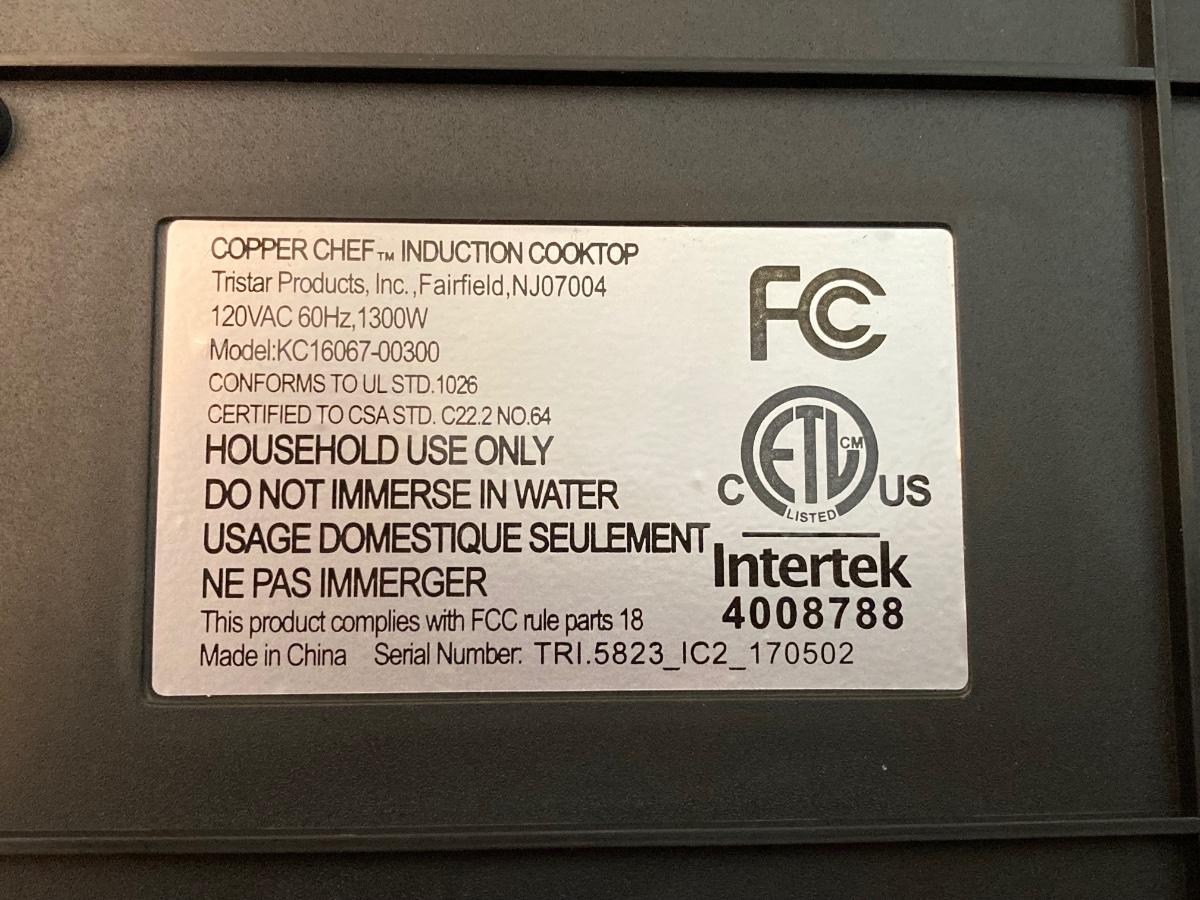 COPPER CHEF™ INDUCTION COOKTOP
Tristar Products, Inc.,Fairfield,NJ07004
120VAC 60Hz,1300W
Model:KC16067-00300
CONFORMS TO UL STD.1026
CERTIFIED TO CSA STD. C22.2 NO.64
HOUSEHOLD USE ONLY
DO NOT IMMERSE IN WATER
USAGE DOMESTIQUE SEULEMENT
NE PAS IMMERGER
This product complies with FCC rule parts 18
Made in China Serial Number: TRI.5823_IC2_170502
FC
ETL CM
C US
LISTED
Intertek
4008788